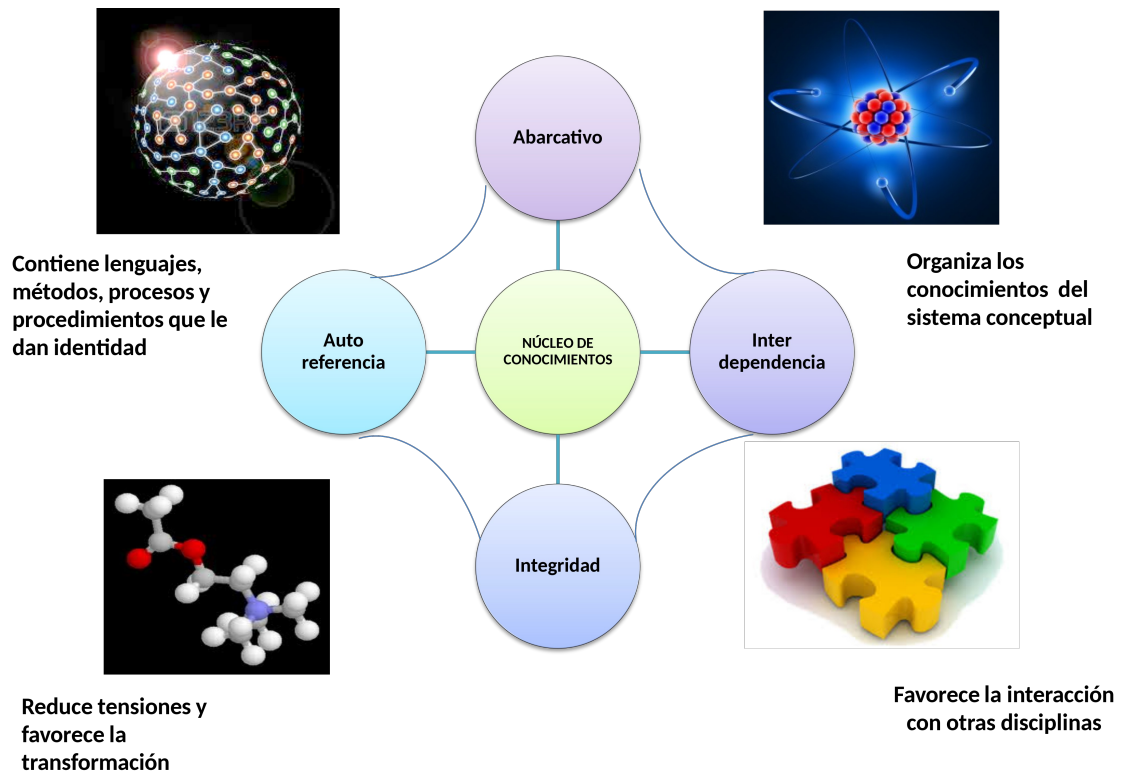 Abarcativo
Contiene lenguajes,
métodos, procesos y
procedimientos que le
dan identidad
Organiza los
conocimientos  del
sistema conceptual
Auto
referencia
NÚCLEO DE
CONOCIMIENTOS
Inter
dependencia
Integridad
Reduce tensiones y
favorece la
transformación
Favorece la interacción
con otras disciplinas